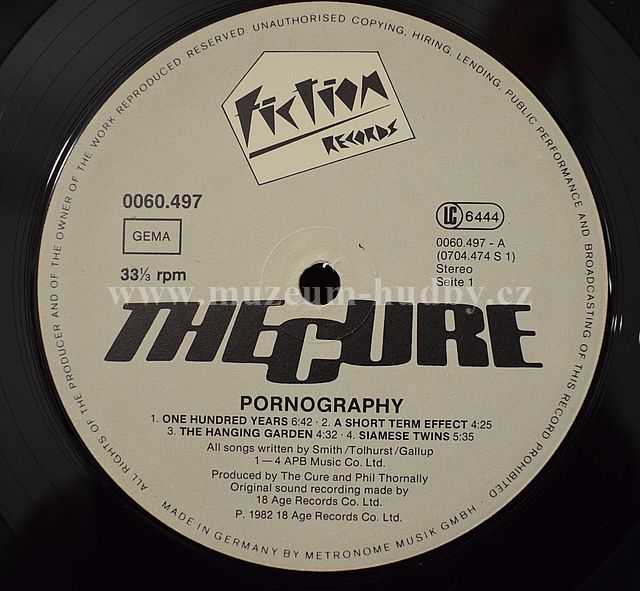 ALL RIGHTS OF THE PRODUCER AND OF THE OWNER OF THE WORK REPRODUCED RESERVED. UNAUTHORISED COPYING, HIRING, LENDING, PUBLIC PERFORMANCE AND BROADCASTING OF THIS RECORD PROHIBITED ·
Fiction
RECORDS
0060.497
GEMA
33⅓ rpm
LC 6444
0060.497 - A
(0704.474 S 1)
Stereo
Seite 1
www.muzeum-hudby.cz
THE CURE
PORNOGRAPHY
1. ONE HUNDRED YEARS 6:42 · 2. A SHORT TERM EFFECT 4:25
3. THE HANGING GARDEN 4:32 · 4. SIAMESE TWINS 5:35
All songs written by Smith/Tolhurst/Gallup
1—4 APB Music Co. Ltd.
Produced by The Cure and Phil Thornally
Original sound recording made by
18 Age Records Co. Ltd.
P. 1982 18 Age Records Co. Ltd.
· MADE IN GERMANY BY METRONOME MUSIK GMBH ·